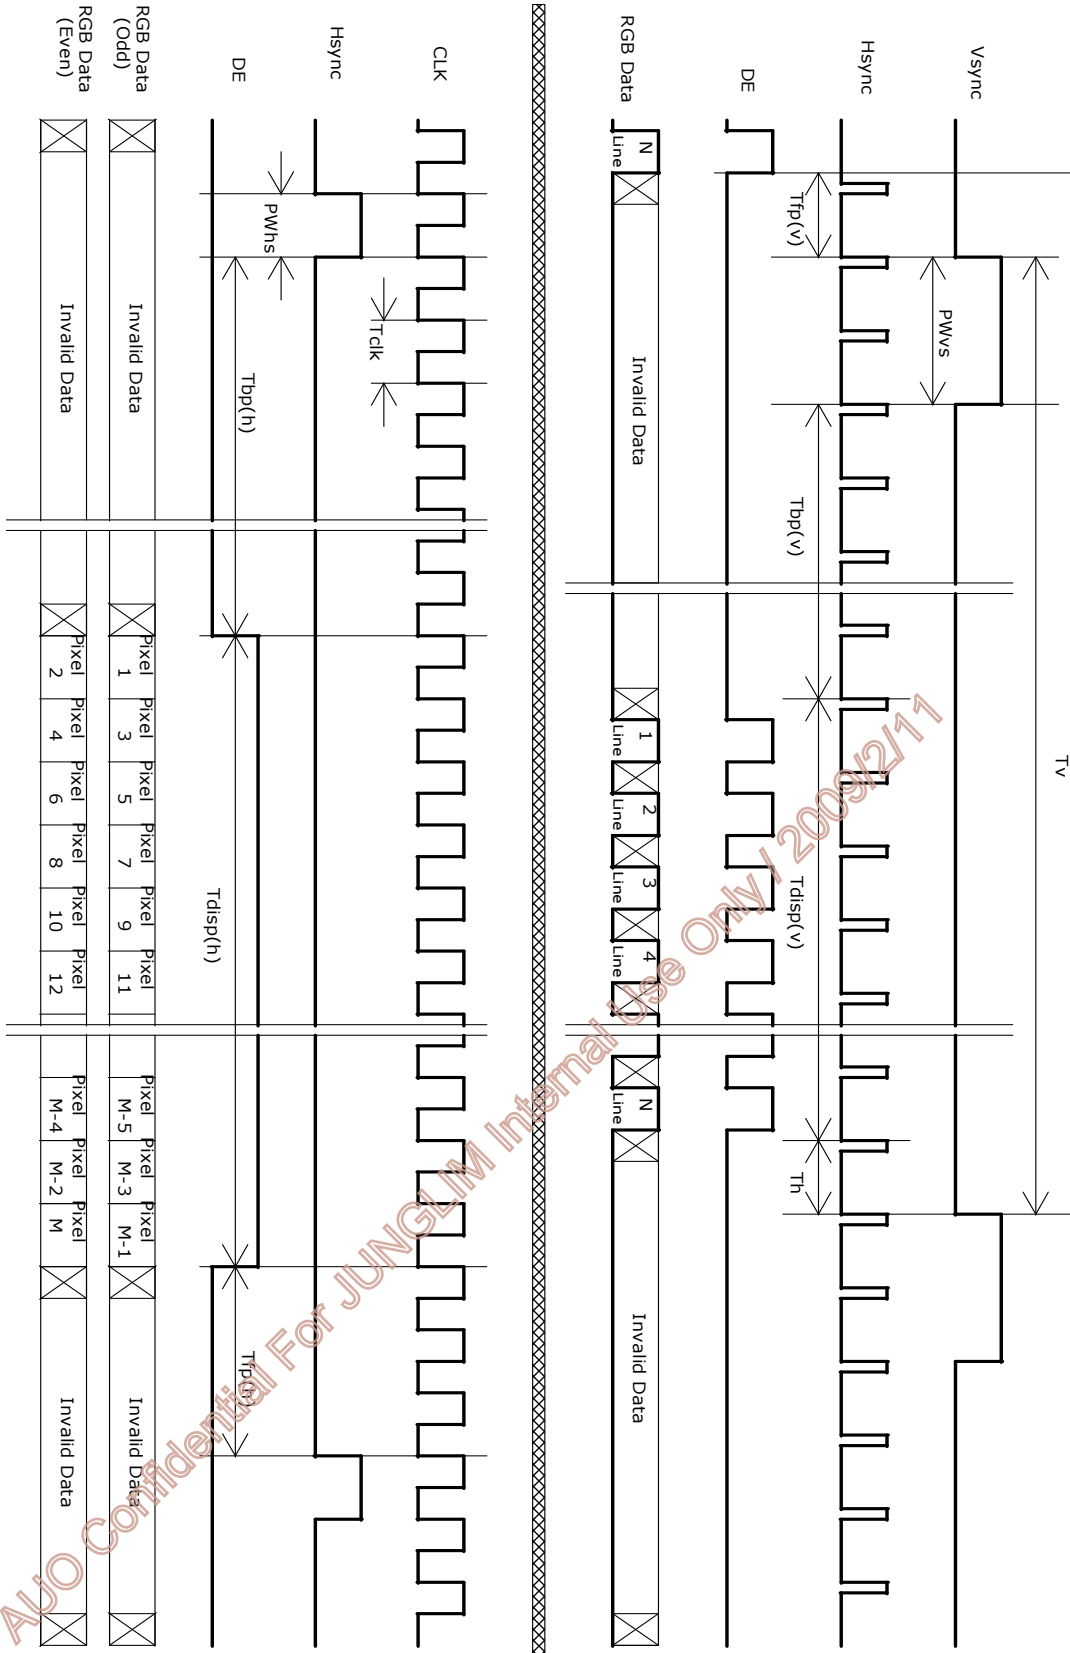 Tv
Vsync
PWvs
Hsync
Tfp(v)
Tbp(v)
Tdisp(v)
Th
DE
RGB Data
N
Line
Invalid Data
1
Line
2
Line
3
Line
4
Line
N
Line
Invalid Data
CLK
Tclk
Hsync
PWhs
DE
Tbp(h)
Tdisp(h)
Tfp(h)
RGB Data
(Odd)
Invalid Data
Pixel
1
Pixel
3
Pixel
5
Pixel
7
Pixel
9
Pixel
11
Pixel
M-5
Pixel
M-3
Pixel
M-1
Invalid Data
RGB Data
(Even)
Invalid Data
Pixel
2
Pixel
4
Pixel
6
Pixel
8
Pixel
10
Pixel
12
Pixel
M-4
Pixel
M-2
Pixel
M
Invalid Data
AUO Confidential For JUNGLIM Internal Use Only / 2009/2/11